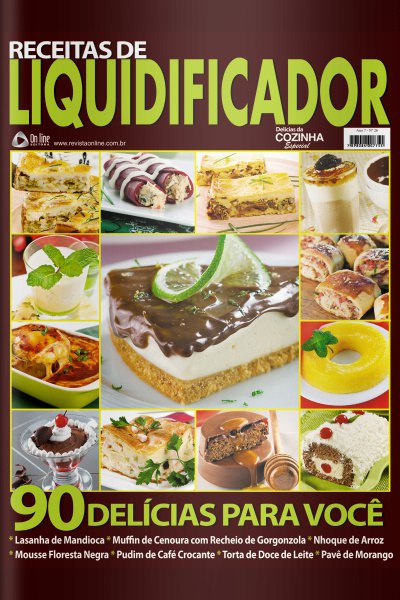 RECEITAS DE
LIQUIDIFICADOR
On line
EDITORA
www.revistaonline.com.br
Delícias da
COZINHA
Especial
90 DELÍCIAS PARA VOCÊ
* Lasanha de Mandioca * Muffin de Cenoura com Recheio de Gorgonzola * Nhoque de Arroz
* Mousse Floresta Negra * Pudim de Café Crocante * Torta de Doce de Leite * Pavê de Morango